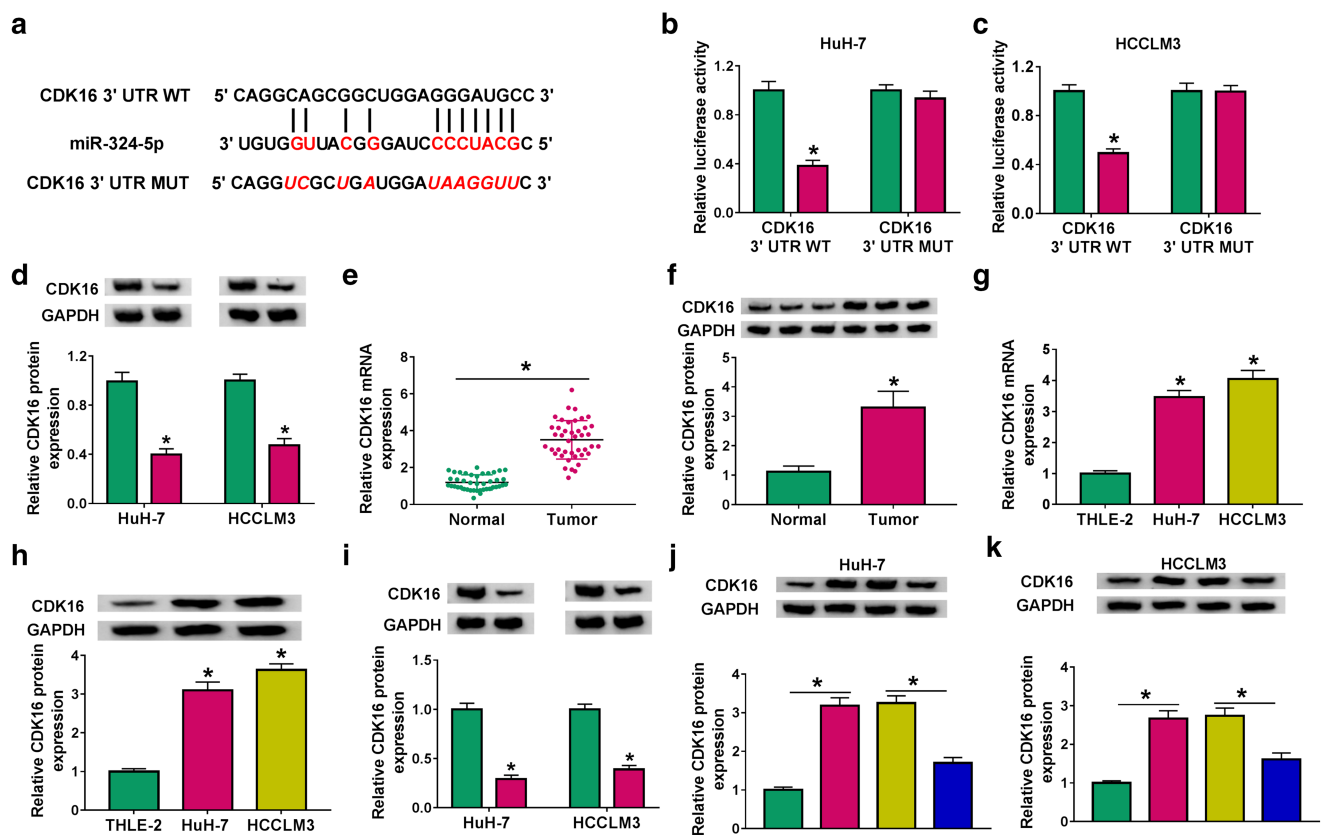 a
CDK16 3' UTR WT 5' CAGGCAGCGGCUGGAGGGAUGCC 3'
miR-324-5p 3' UGUGGUUACGGGAUCCCCUACGC 5'
CDK16 3' UTR MUT 5' CAGGUCGCUGAUGGAUAAGGUUC 3'
b
HuH-7
Relative luciferase activity
1.2
0.8
0.4
0.0
CDK16 3' UTR WT
CDK16 3' UTR MUT
*
c
HCCLM3
Relative luciferase activity
1.2
0.8
0.4
0.0
CDK16 3' UTR WT
CDK16 3' UTR MUT
*
d
CDK16
GAPDH
Relative CDK16 protein
expression
1.2
0.8
0.4
0.0
* *
HuH-7 HCCLM3
e
Relative CDK16 mRNA
expression
8
6
4
2
0
*
Normal Tumor
f
CDK16
GAPDH
Relative CDK16 protein
expression
5
4
3
2
1
0
*
Normal Tumor
g
Relative CDK16 mRNA
expression
5
4
3
2
1
0
* *
THLE-2 HuH-7 HCCLM3
h
CDK16
GAPDH
Relative CDK16 protein
expression
4
3
2
1
0
* *
THLE-2 HuH-7 HCCLM3
i
CDK16
GAPDH
Relative CDK16 protein
expression
1.5
1.0
0.5
0.0
* *
HuH-7 HCCLM3
j
HuH-7
CDK16
GAPDH
Relative CDK16 protein
expression
4
3
2
1
0
* *
k
HCCLM3
CDK16
GAPDH
Relative CDK16 protein
expression
4
3
2
1
0
* *